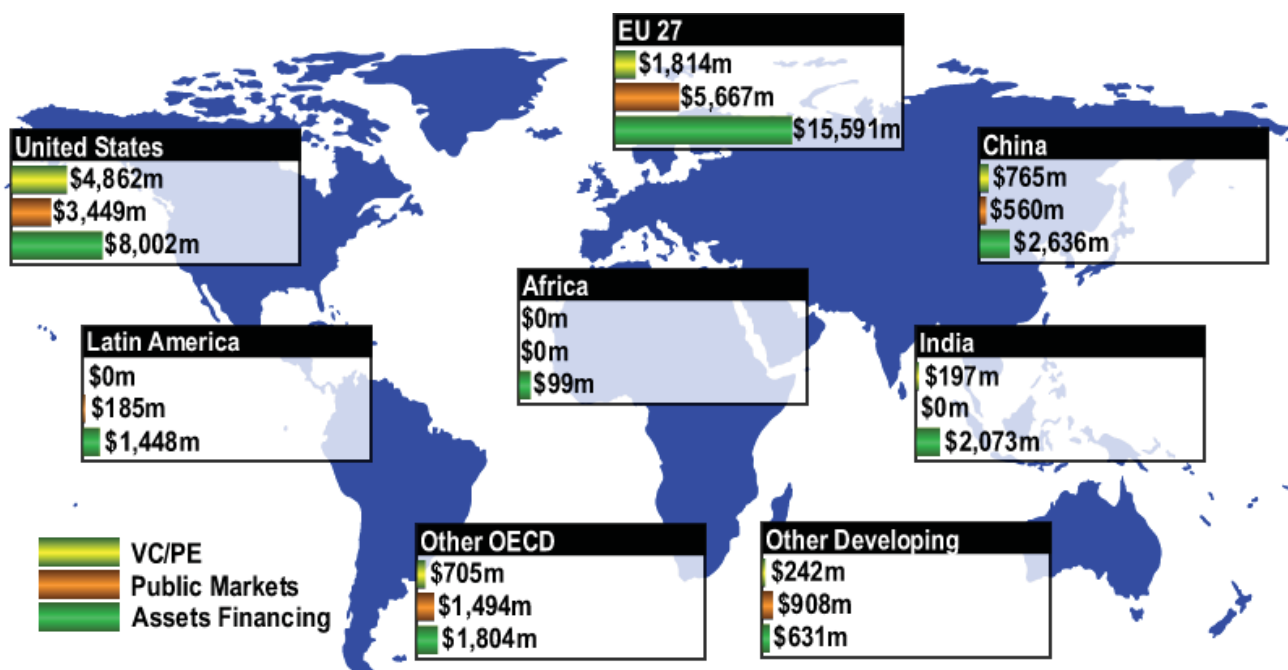 EU 27
$1,814m
$5,667m
$15,591m
United States
$4,862m
$3,449m
$8,002m
China
$765m
$560m
$2,636m
Africa
$0m
$0m
$99m
Latin America
$0m
$185m
$1,448m
India
$197m
$0m
$2,073m
VC/PE
Public Markets
Assets Financing
Other OECD
$705m
$1,494m
$1,804m
Other Developing
$242m
$908m
$631m